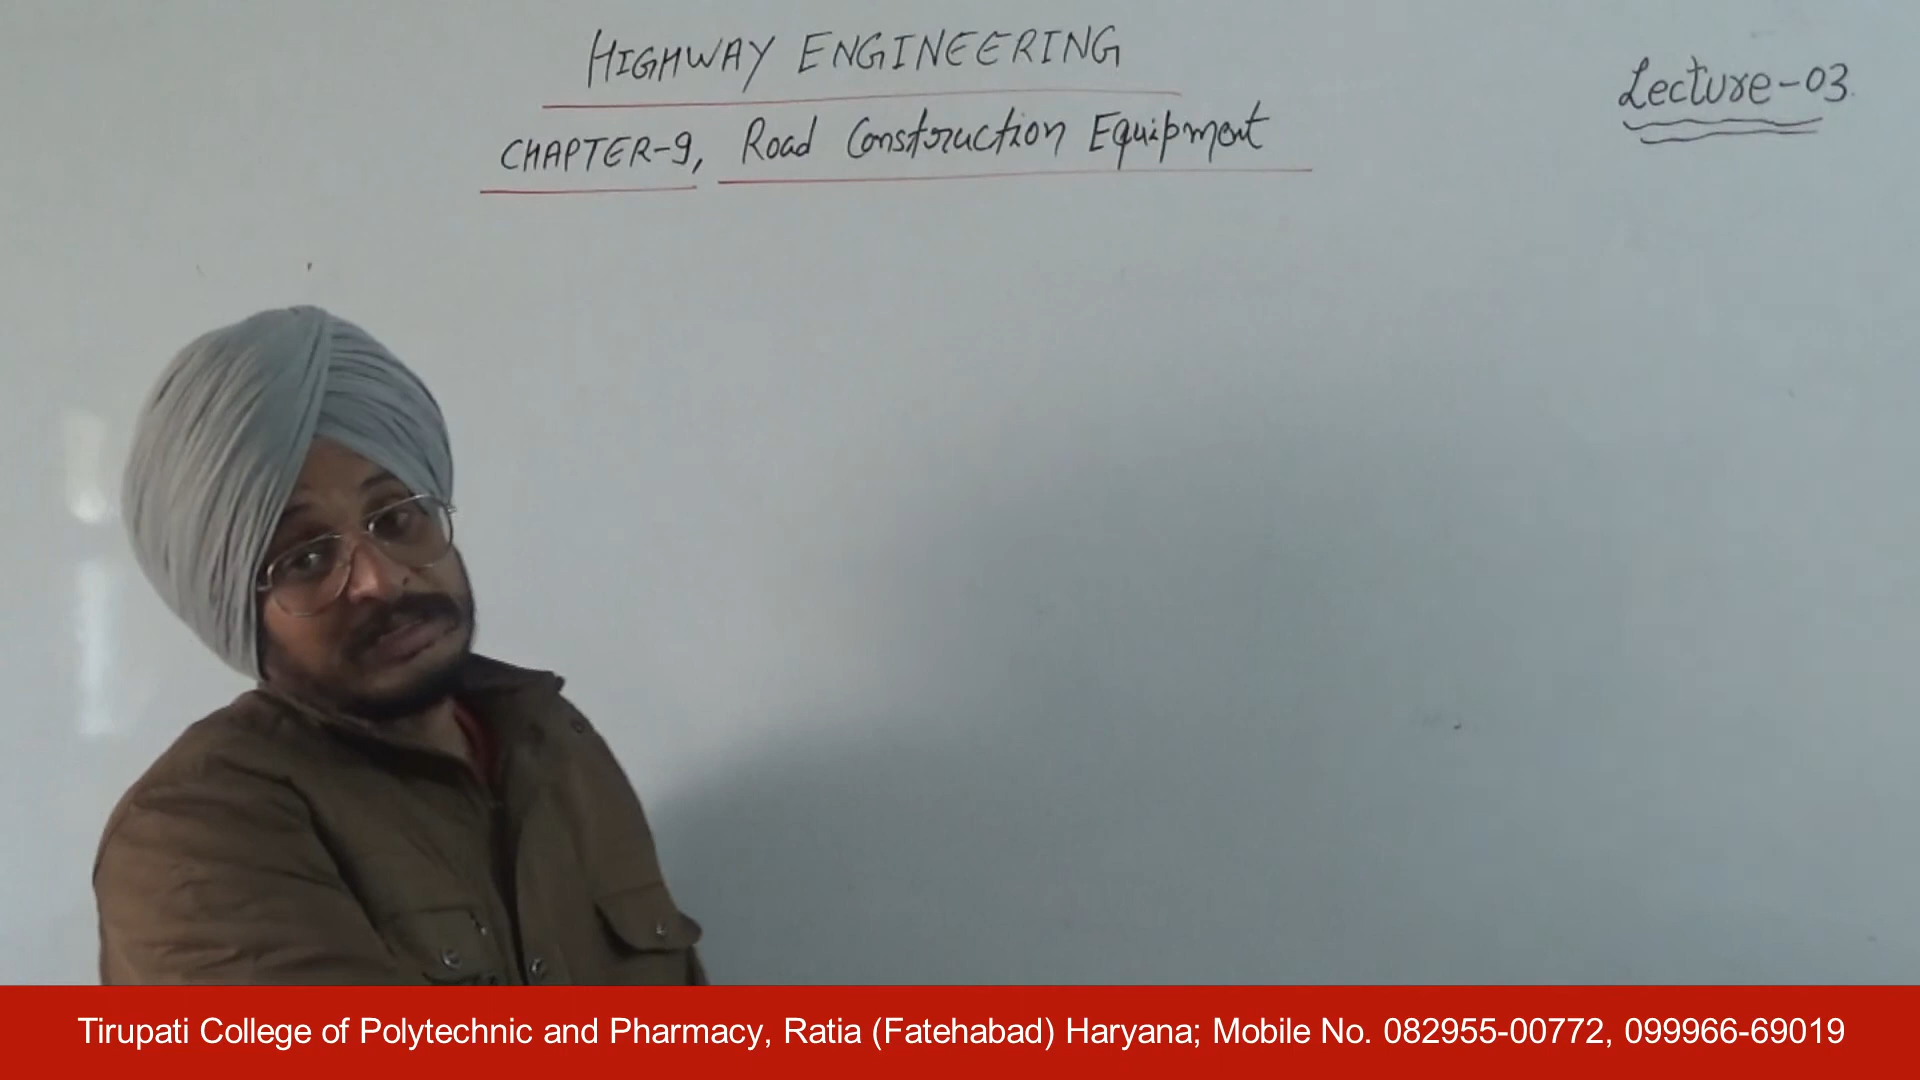 HIGHWAY ENGINEERING
Lecture-03
CHAPTER-9, Road Construction Equipment
Tirupati College of Polytechnic and Pharmacy, Ratia (Fatehabad) Haryana; Mobile No. 082955-00772, 099966-69019